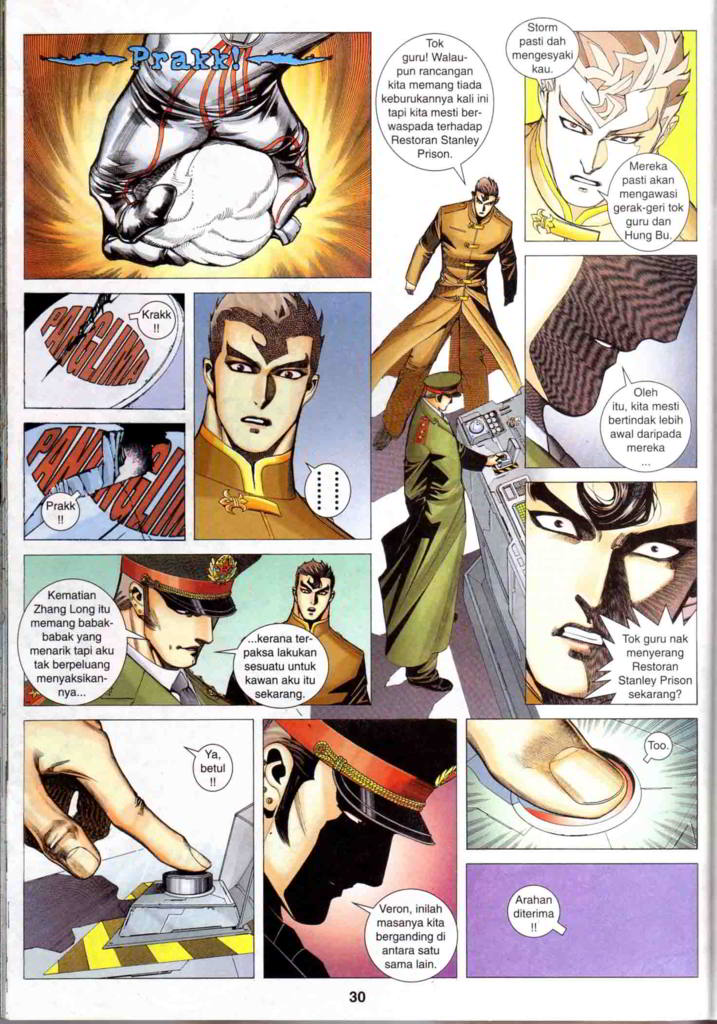 Prakk!
Tok
guru! Walau-
pun rancangan
kita memang tiada
keburukannya kali ini
tapi kita mesti ber-
waspada terhadap
Restoran Stanley
Prison.
Storm
pasti dah
mengesyaki
kau.
Mereka
pasti akan
mengawasi
gerak-geri tok
guru dan
Hung Bu.
PANGLIMA
Krakk
!!
PANGLIMA
Prakk
!!
Oleh
itu, kita mesti
bertindak lebih
awal daripada
mereka
...
Tok guru nak
menyerang
Restoran
Stanley Prison
sekarang?
Kematian
Zhang Long itu
memang babak-
babak yang
menarik tapi aku
tak berpeluang
menyaksikan-
nya...
...kerana ter-
paksa lakukan
sesuatu untuk
kawan aku itu
sekarang.
Ya,
betul
!!
Veron, inilah
masanya kita
berganding di
antara satu
sama lain.
Too.
Arahan
diterima
!!
30